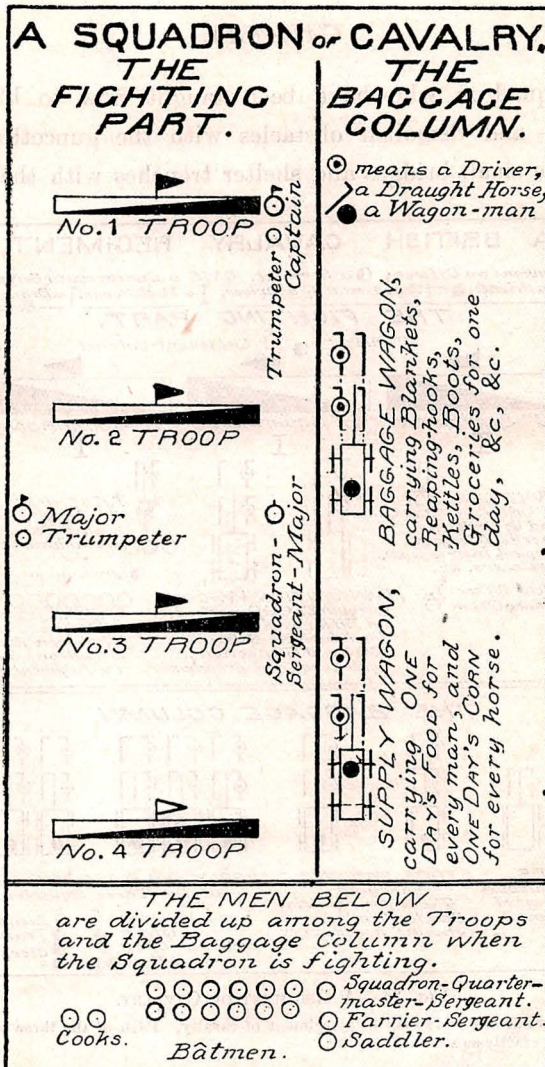 A SQUADRON of CAVALRY.
THE
FIGHTING
PART.
No. 1 TROOP
Trumpeter
Captain
No. 2 TROOP
Major
Trumpeter
Squadron-
Sergeant-Major
No. 3 TROOP
No. 4 TROOP
THE
BAGGAGE
COLUMN.
means a Driver,
a Draught Horse,
a Wagon-man
BAGGAGE WAGON,
carrying Blankets,
Reaping-hooks,
Kettles, Boots,
Groceries for one
day, &c, &c.
SUPPLY WAGON,
carrying ONE
DAY'S FOOD for
every man, and
ONE DAY'S CORN
for every horse.
THE MEN BELOW
are divided up among the Troops
and the Baggage Column when
the Squadron is fighting.
Cooks.
Bâtmen.
Squadron-Quarter-
master-Sergeant.
Farrier-Sergeant.
Saddler.